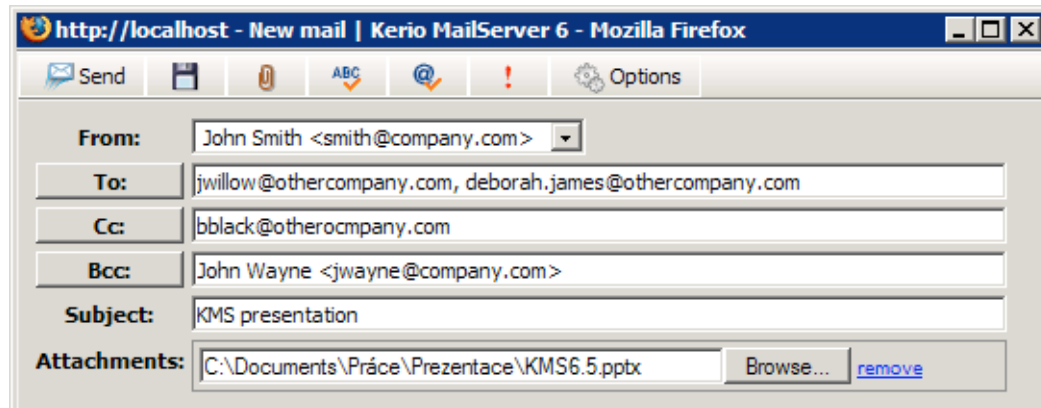 http://localhost - New mail | Kerio MailServer 6 - Mozilla Firefox
Send ABC @ ! Options
From: John Smith <smith@company.com>
To: jwillow@othercompany.com, deborah.james@othercompany.com
Cc: bblack@otherocmpany.com
Bcc: John Wayne <jwayne@company.com>
Subject: KMS presentation
Attachments: C:\Documents\Práce\Prezentace\KMS6.5.pptx Browse... remove